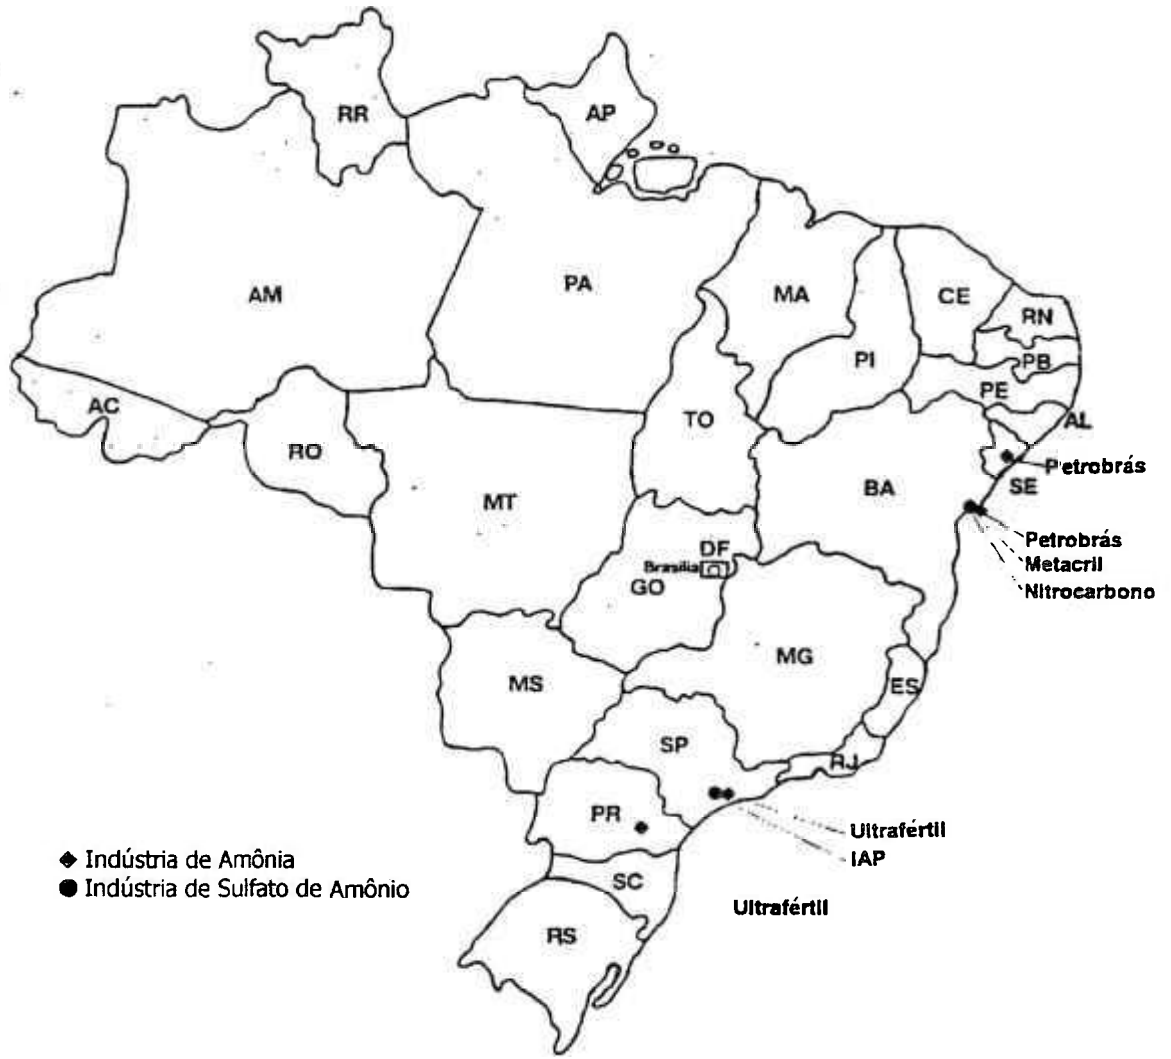 RR
AP
AM
PA
MA
CE
RN
PB
PI
PE
AL
AC
TO
RO
BA
Petrobrás
SE
MT
Petrobrás
Metacril
Nitrocarbono
DF
Brasília
GO
MG
MS
ES
SP
RJ
PR
Ultrafértil
IAP
Indústria de Amônia
Indústria de Sulfato de Amônio
SC
Ultrafértil
RS